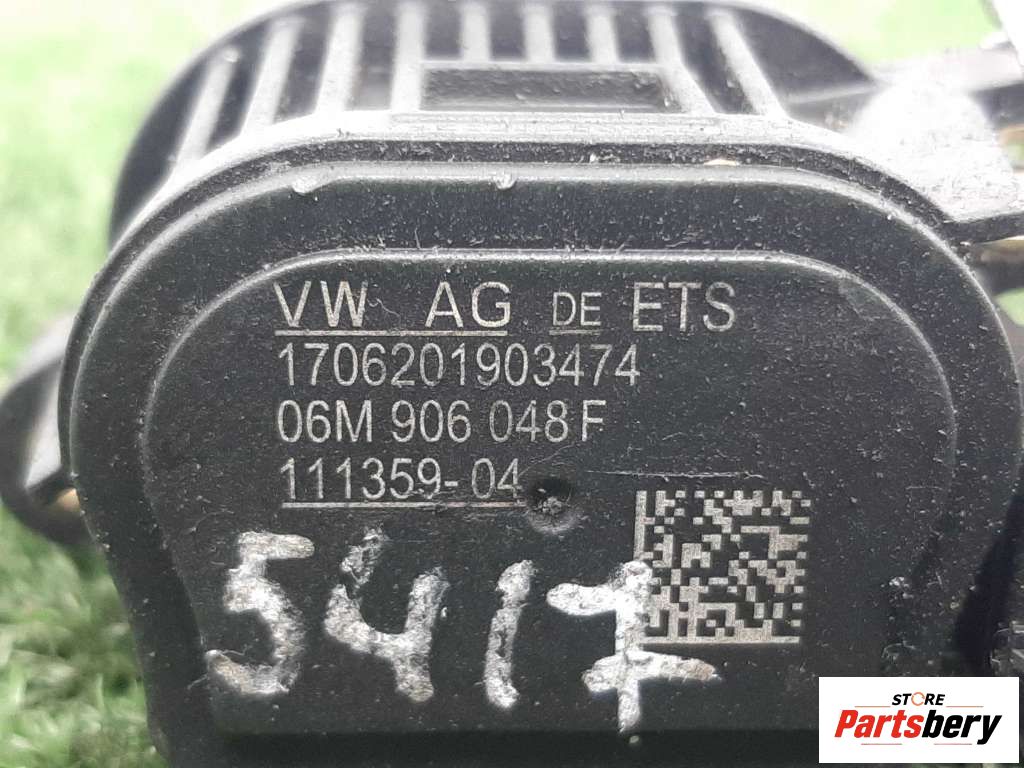 VW AG DE ETS
1706201903474
06M 906 048 F
111359-04
5417
STORE
Partsbery